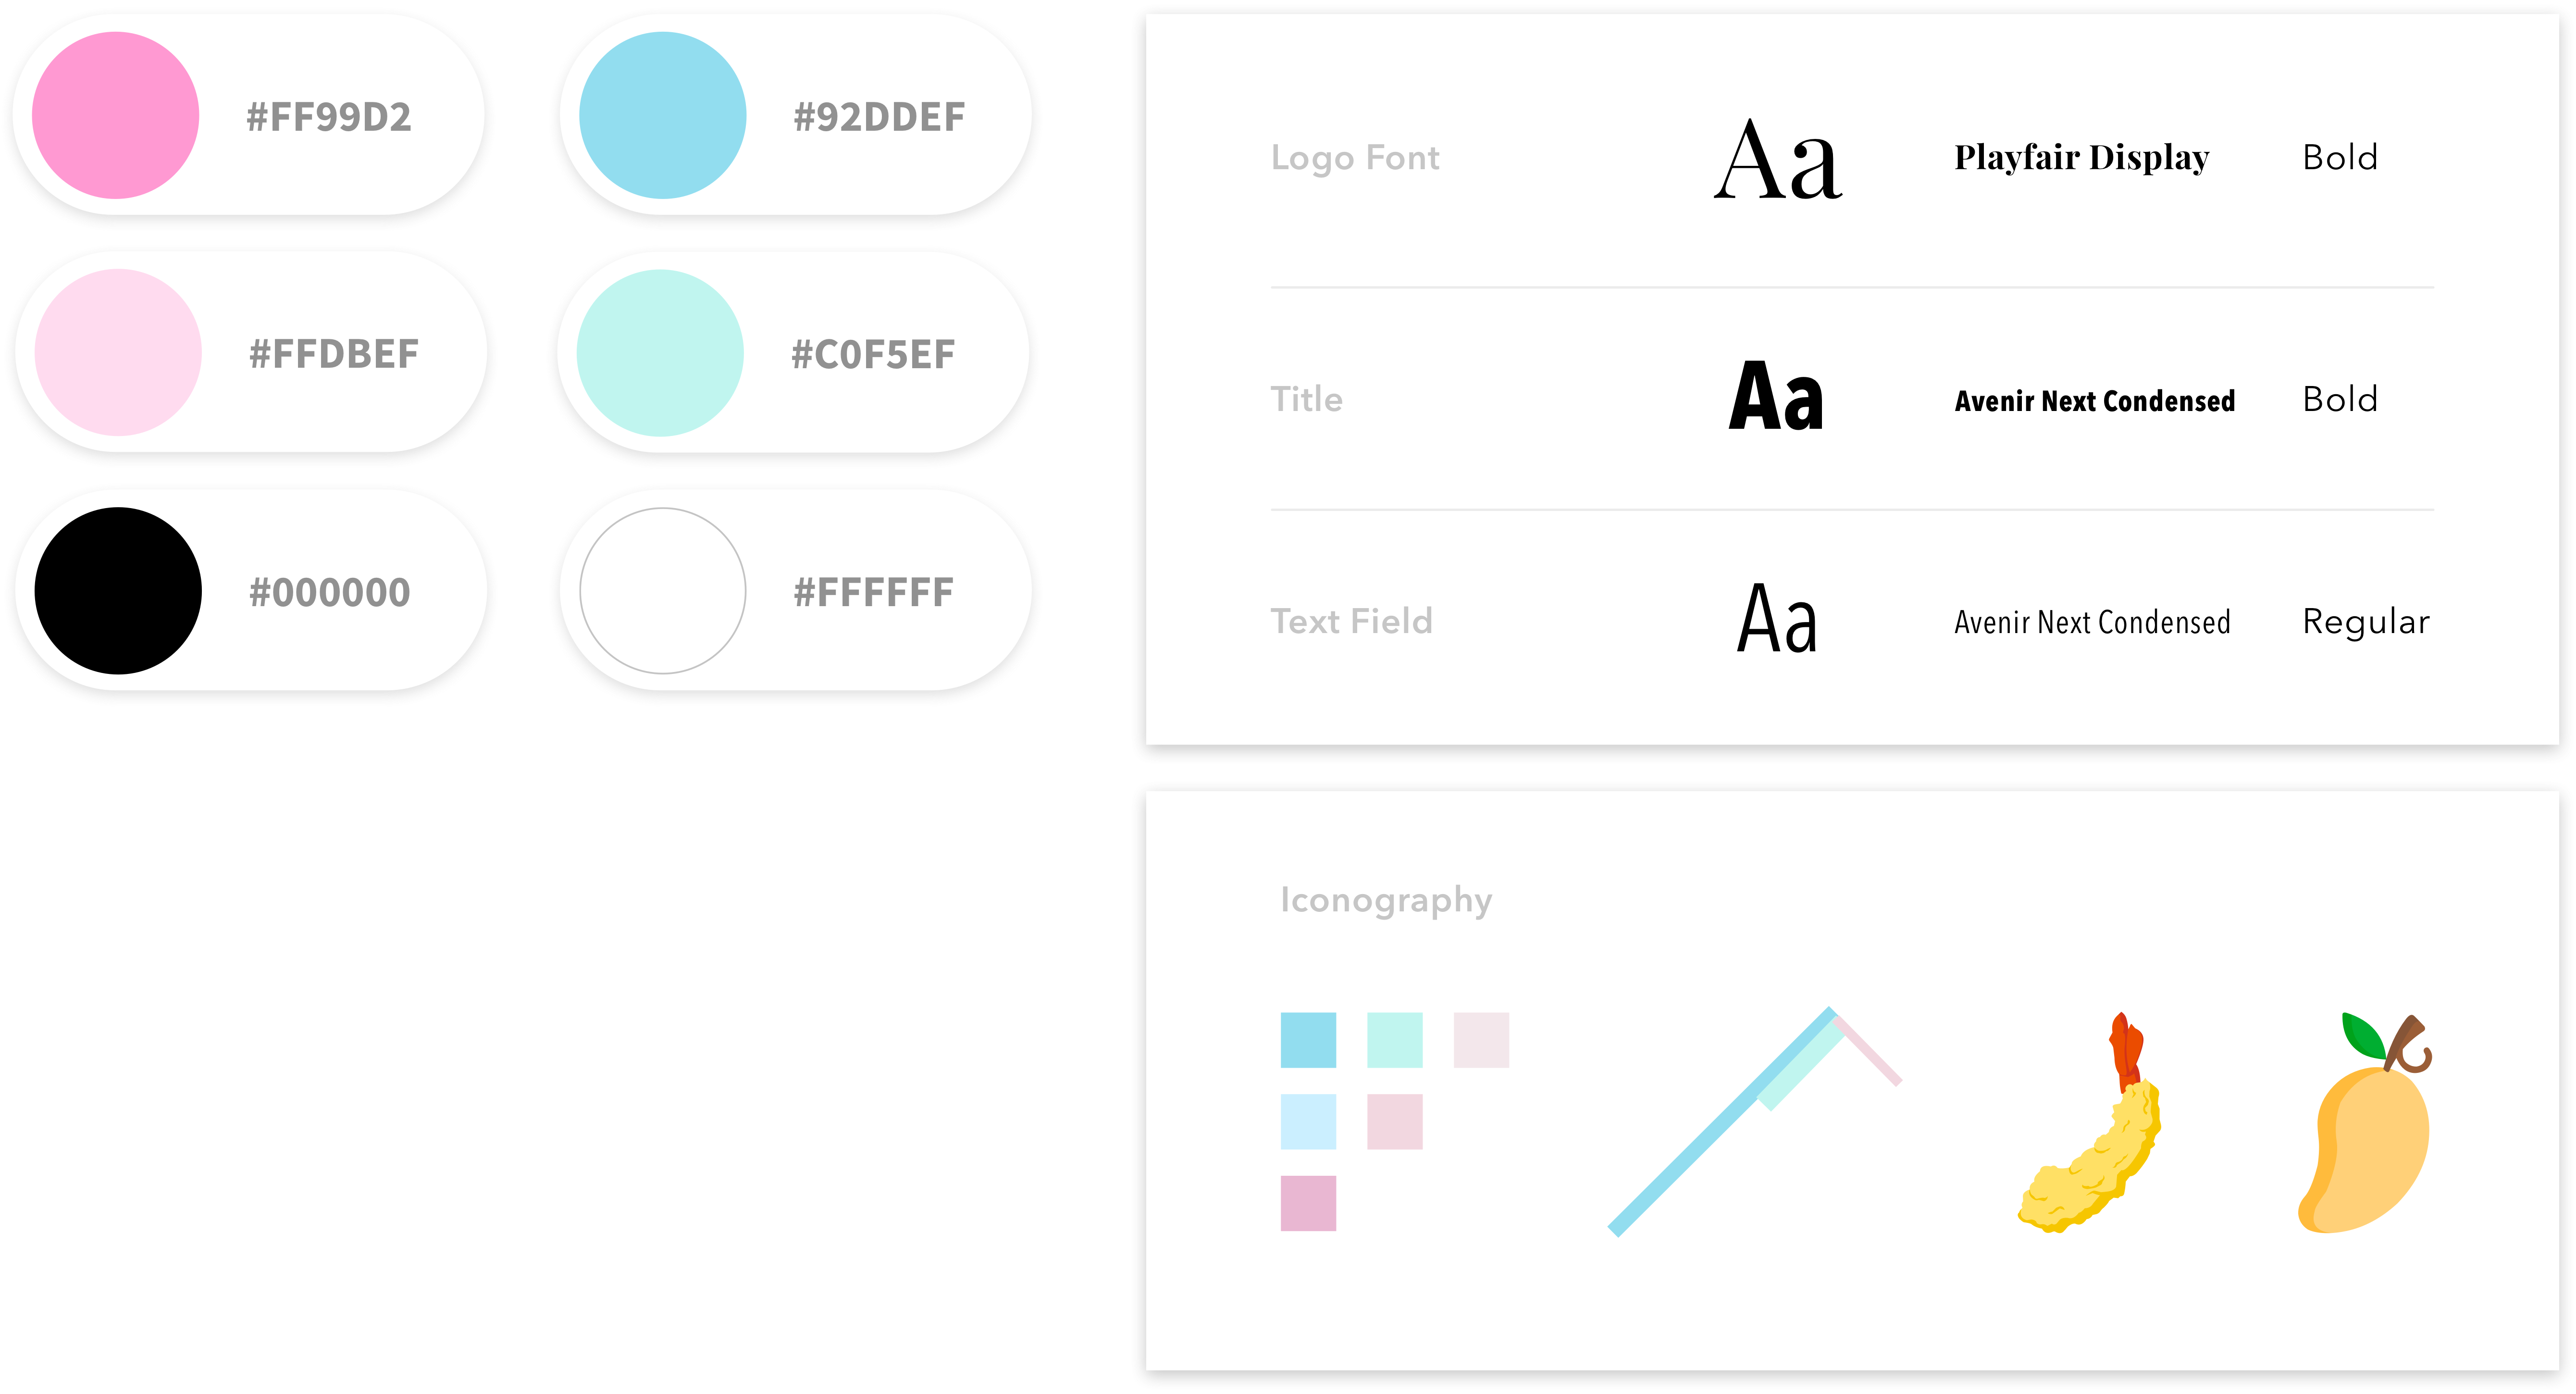 #FF99D2
#92DDEF
#FFDBEF
#C0F5EF
#000000
#FFFFFF
Logo Font Aa Playfair Display Bold
Title Aa Avenir Next Condensed Bold
Text Field Aa Avenir Next Condensed Regular
Iconography